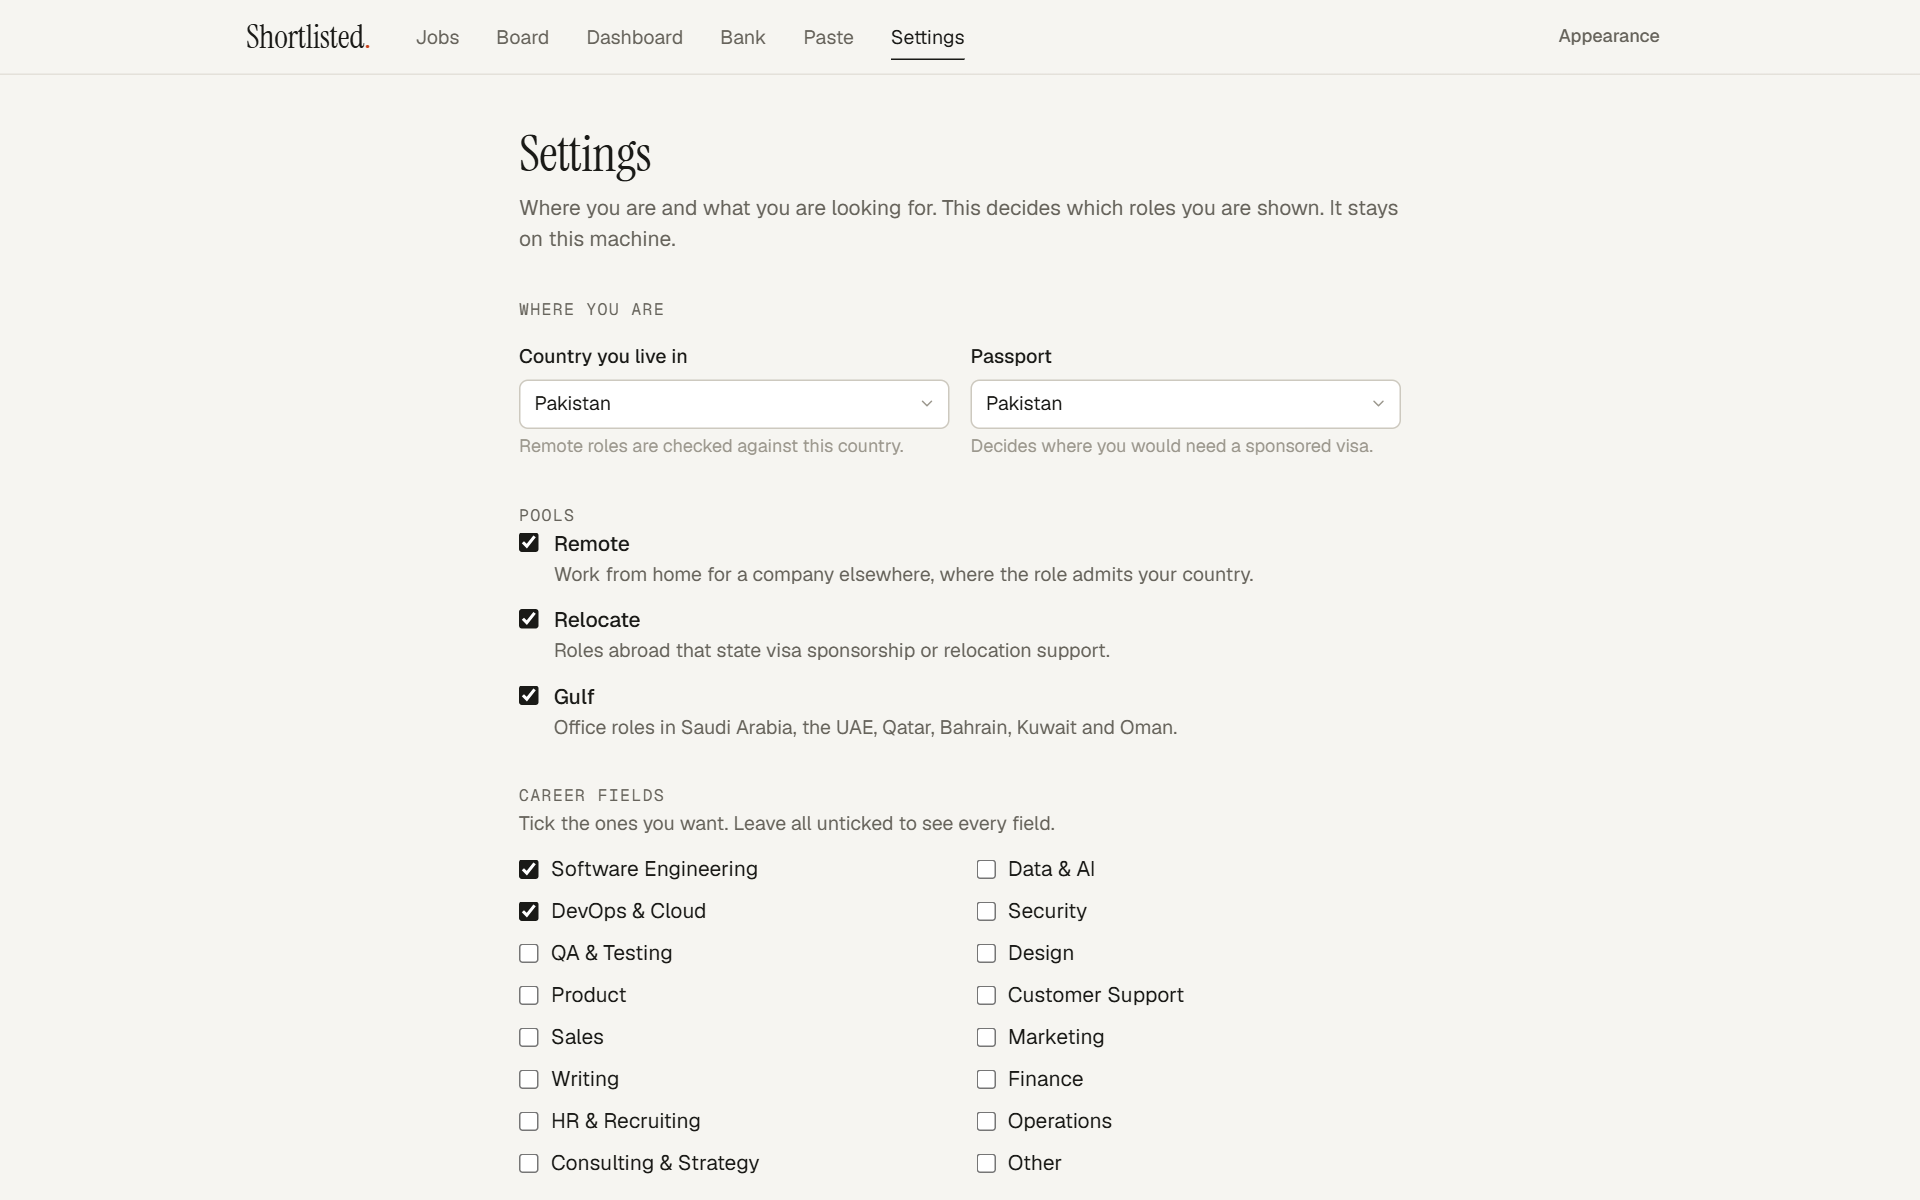 Shortlisted.
Jobs
Board
Dashboard
Bank
Paste
Settings
Appearance
Settings
Where you are and what you are looking for. This decides which roles you are shown. It stays
on this machine.
WHERE YOU ARE
Country you live in
Pakistan
Remote roles are checked against this country.
Passport
Pakistan
Decides where you would need a sponsored visa.
POOLS
Remote
Work from home for a company elsewhere, where the role admits your country.
Relocate
Roles abroad that state visa sponsorship or relocation support.
Gulf
Office roles in Saudi Arabia, the UAE, Qatar, Bahrain, Kuwait and Oman.
CAREER FIELDS
Tick the ones you want. Leave all unticked to see every field.
Software Engineering
Data & AI
DevOps & Cloud
Security
QA & Testing
Design
Product
Customer Support
Sales
Marketing
Writing
Finance
HR & Recruiting
Operations
Consulting & Strategy
Other